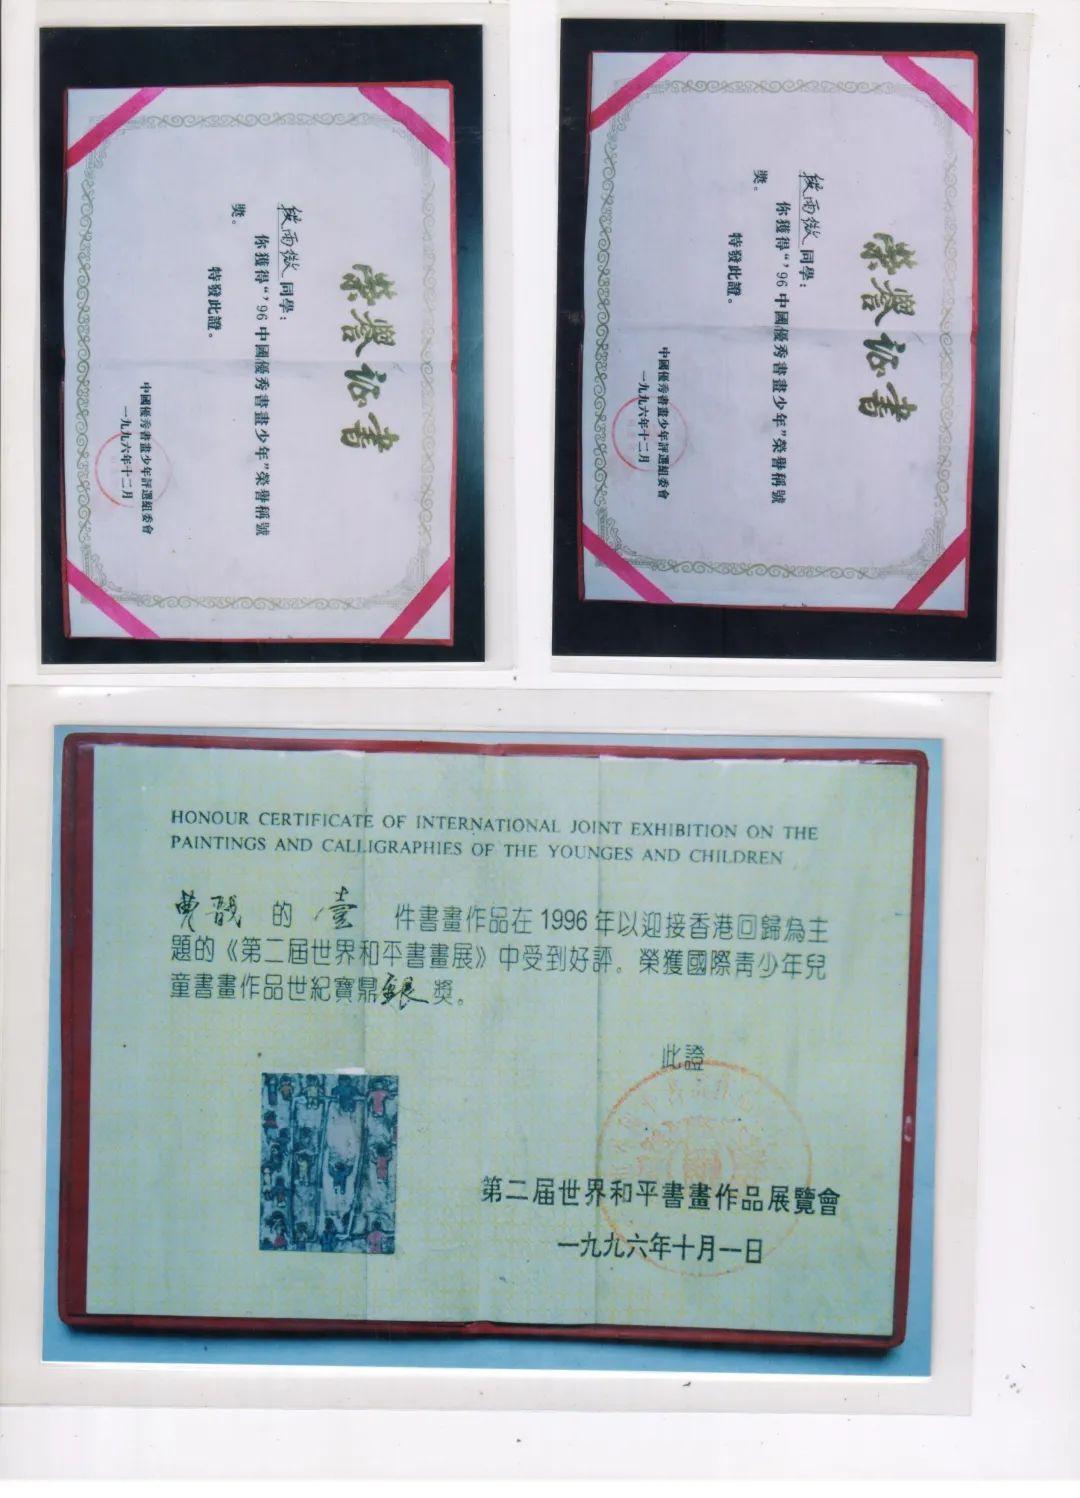 榮譽证書
段雨微同學：
你獲得“’96中國優秀書畫少年”榮譽稱號
獎。
特發此證。
中國優秀書畫少年評選組委會
一九九六年十二月
榮譽证書
段雨微同學：
你獲得“’96中國優秀書畫少年”榮譽稱號
獎。
特發此證。
中國優秀書畫少年評選組委會
一九九六年十二月
HONOUR CERTIFICATE OF INTERNATIONAL JOINT EXHIBITION ON THE
PAINTINGS AND CALLIGRAPHIES OF THE YOUNGES AND CHILDREN
的 壹 件書畫作品在1996年以迎接香港回歸為主
題的《第二屆世界和平書畫展》中受到好評。榮獲國際青少年兒
童書畫作品世紀寶鼎銀獎。
此證
第二届世界和平書畫作品展覽會
一九九六年十月一日